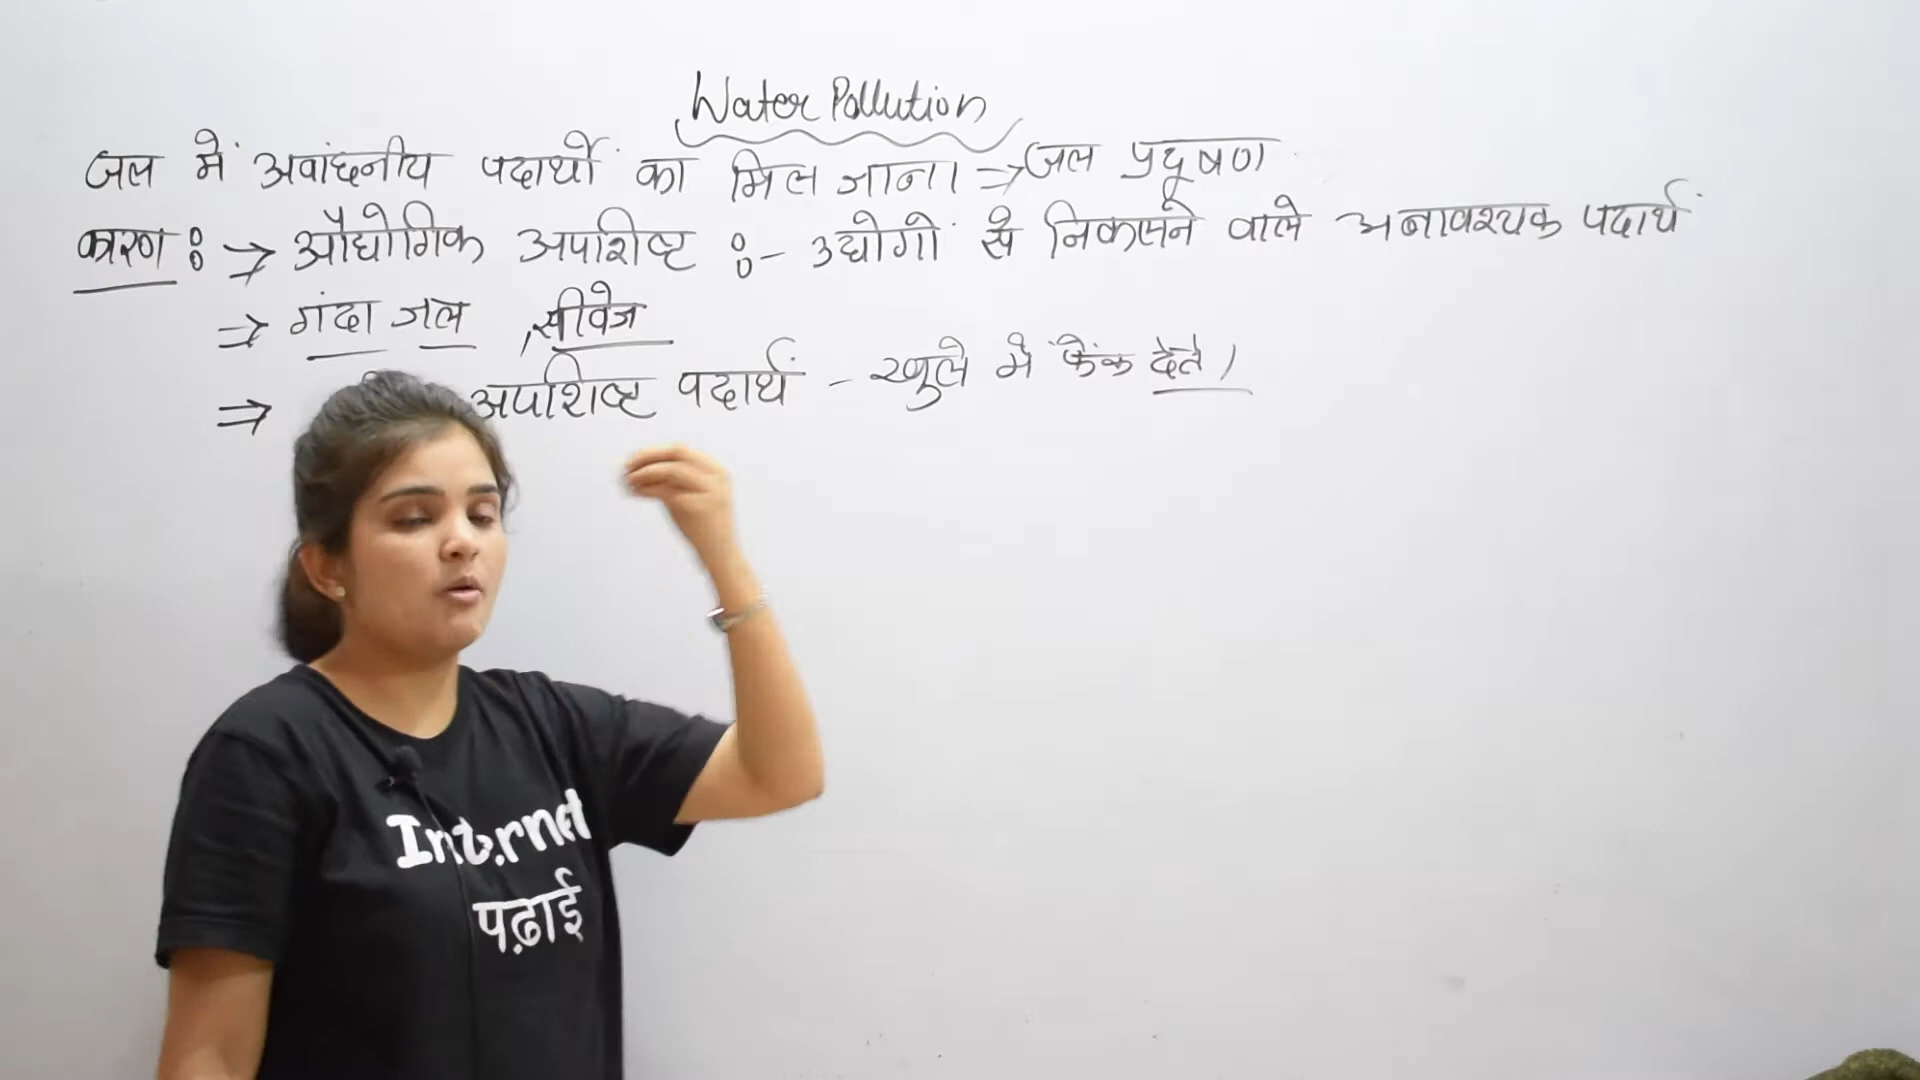 Water Pollution
जल में अवांछनीय पदार्थों का मिल जाना। ⇒ जल प्रदूषण
कारण : ⇒ औद्योगिक अपशिष्ट :- उद्योगों से निकलने वाले अनावश्यक पदार्थ
⇒ गंदा जल , सीवेज
⇒ अपशिष्ट पदार्थ - खुले में फेंक देते।
Internet
पढ़ाई